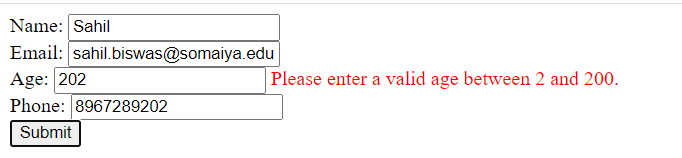 Name: Sahil
Email: sahil.biswas@somaiya.edu
Age: 202 Please enter a valid age between 2 and 200.
Phone: 8967289202
Submit